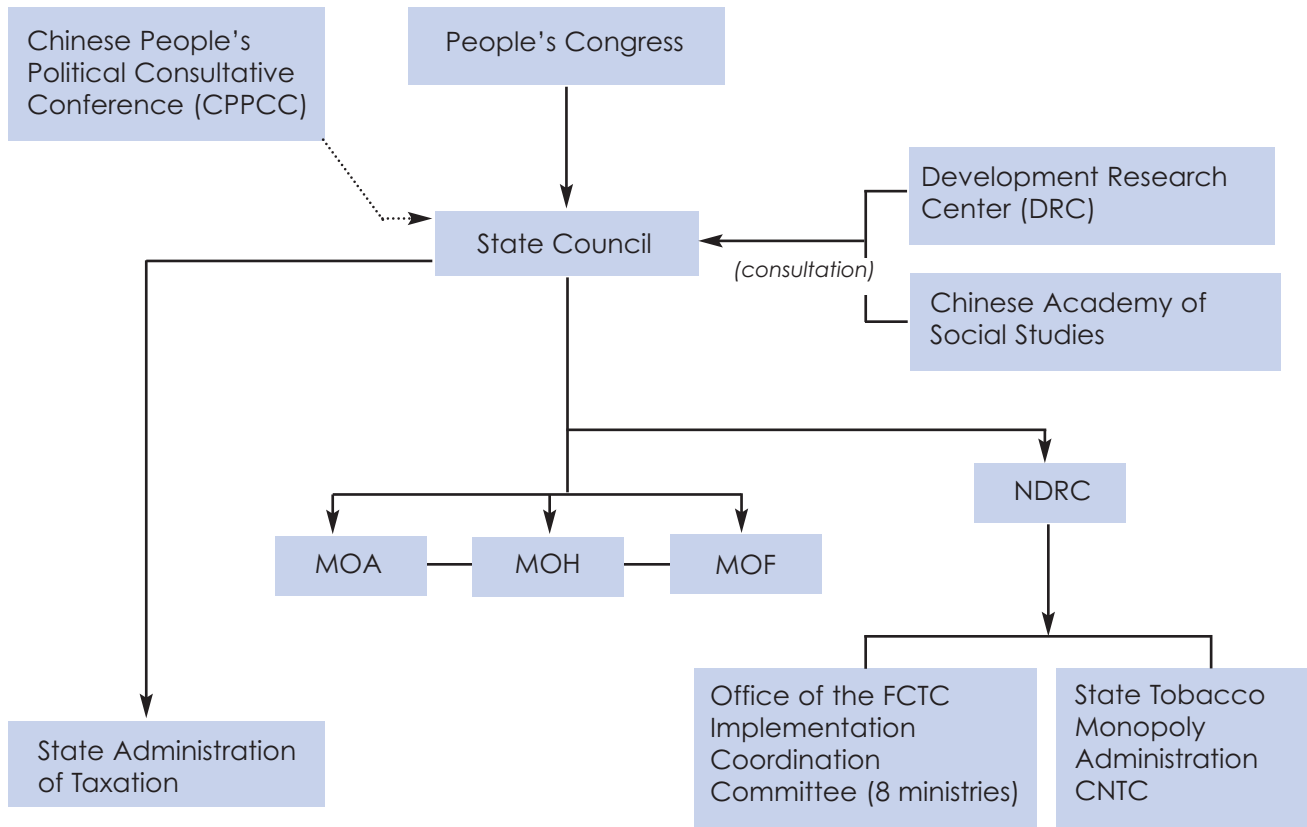 Chinese People’s
Political Consultative
Conference (CPPCC)
People’s Congress
Development Research
Center (DRC)
State Council
(consultation)
Chinese Academy of
Social Studies
NDRC
MOA
MOH
MOF
State Administration
of Taxation
Office of the FCTC
Implementation
Coordination
Committee (8 ministries)
State Tobacco
Monopoly
Administration
CNTC